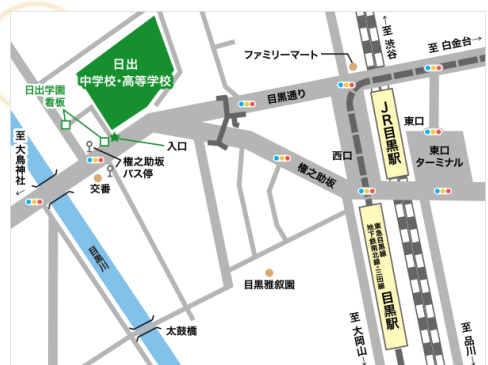 日出
中学校・高等学校
日出学園
看板
ファミリーマート
←至 渋谷
至 白金台→
目黒通り
JR目黒駅
東口
東口
ターミナル
西口
入口
権之助坂
バス停
権之助坂
交番
至 大鳥神社←
目黒川
目黒雅叙園
太鼓橋
東急目黒線
地下鉄南北線・三田線
目黒駅
至 大岡山→
至 品川→